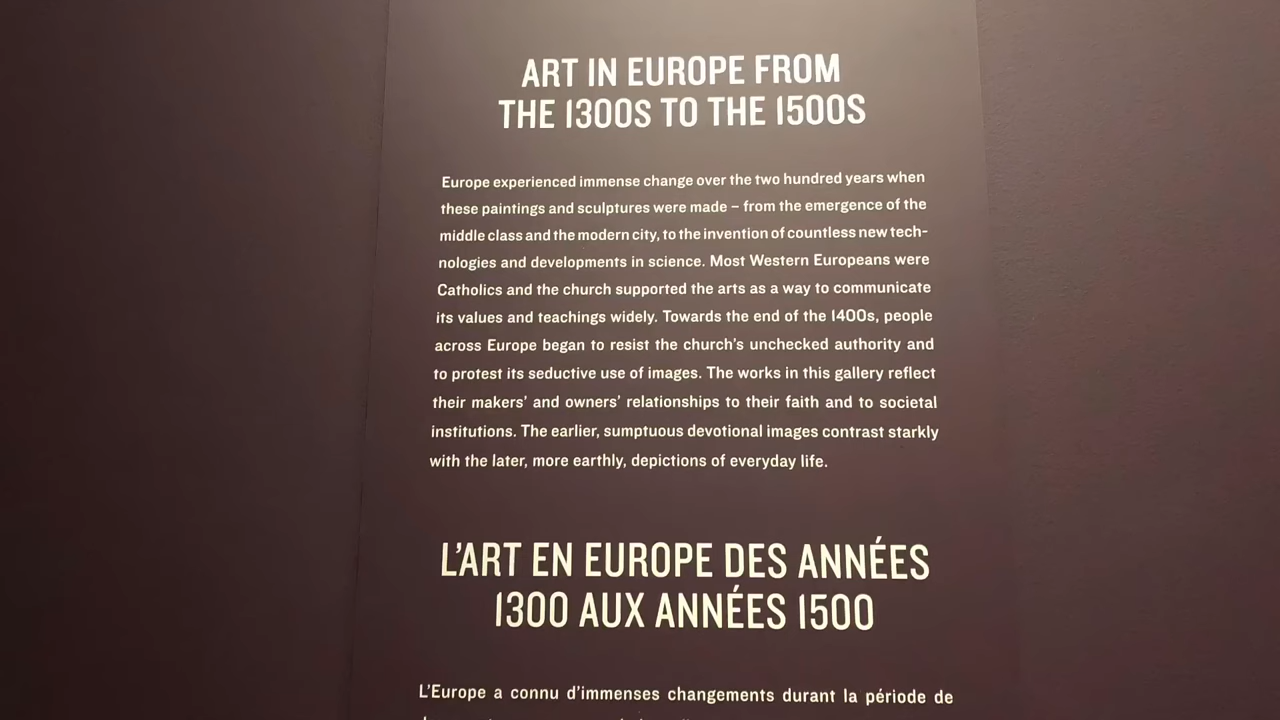 ART IN EUROPE FROM
THE 1300S TO THE 1500S
Europe experienced immense change over the two hundred years when
these paintings and sculptures were made – from the emergence of the
middle class and the modern city, to the invention of countless new tech-
nologies and developments in science. Most Western Europeans were
Catholics and the church supported the arts as a way to communicate
its values and teachings widely. Towards the end of the 1400s, people
across Europe began to resist the church's unchecked authority and
to protest its seductive use of images. The works in this gallery reflect
their makers' and owners' relationships to their faith and to societal
institutions. The earlier, sumptuous devotional images contrast starkly
with the later, more earthly, depictions of everyday life.
L'ART EN EUROPE DES ANNÉES
1300 AUX ANNÉES 1500
L'Europe a connu d'immenses changements durant la période de